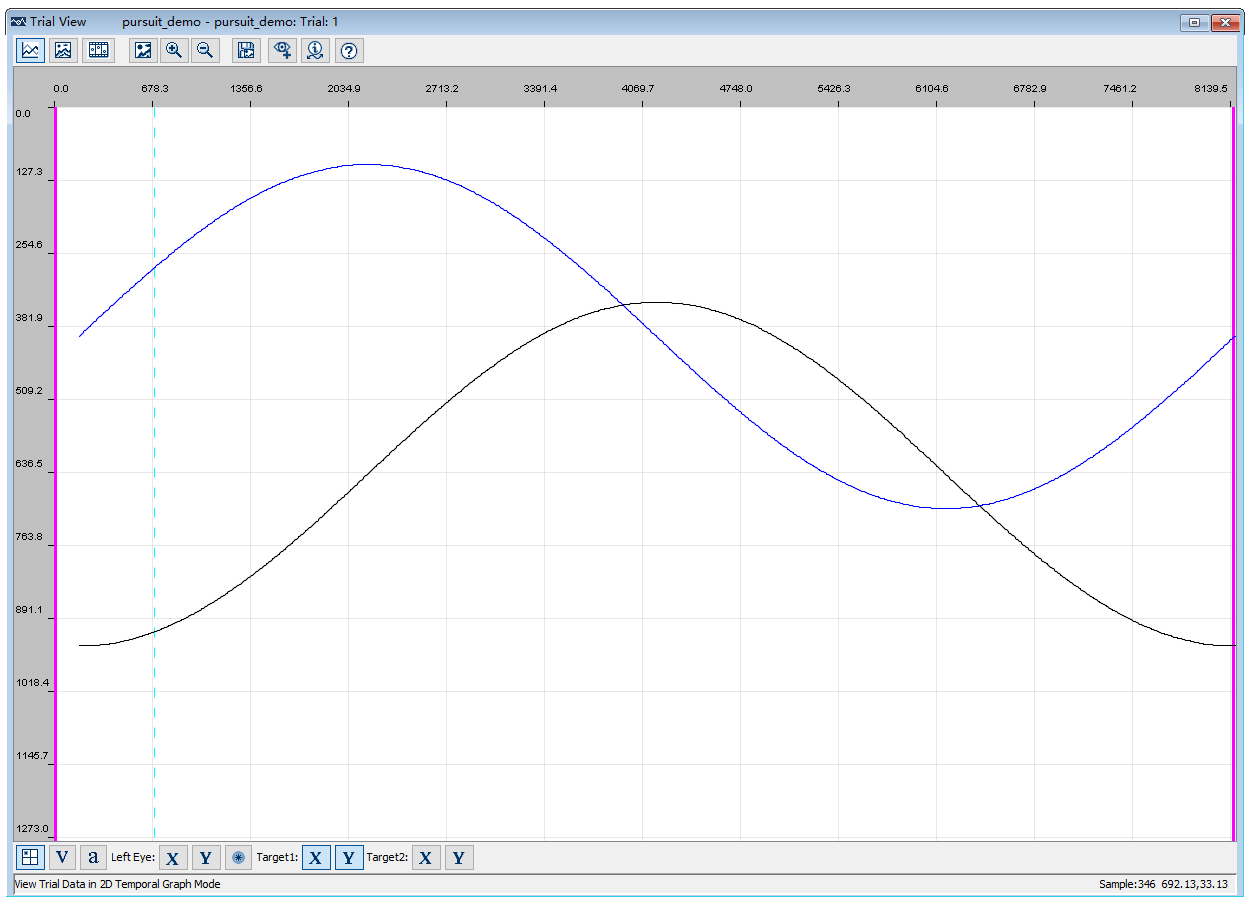 Trial View pursuit_demo - pursuit_demo: Trial: 1
0.0 678.3 1356.6 2034.9 2713.2 3391.4 4069.7 4748.0 5426.3 6104.6 6782.9 7461.2 8139.5
0.0
127.3
254.6
381.9
509.2
636.5
763.8
891.1
1018.4
1145.7
1273.0
V a Left Eye: X Y Target1: X Y Target2: X Y
View Trial Data in 2D Temporal Graph Mode Sample:346 692.13,33.13